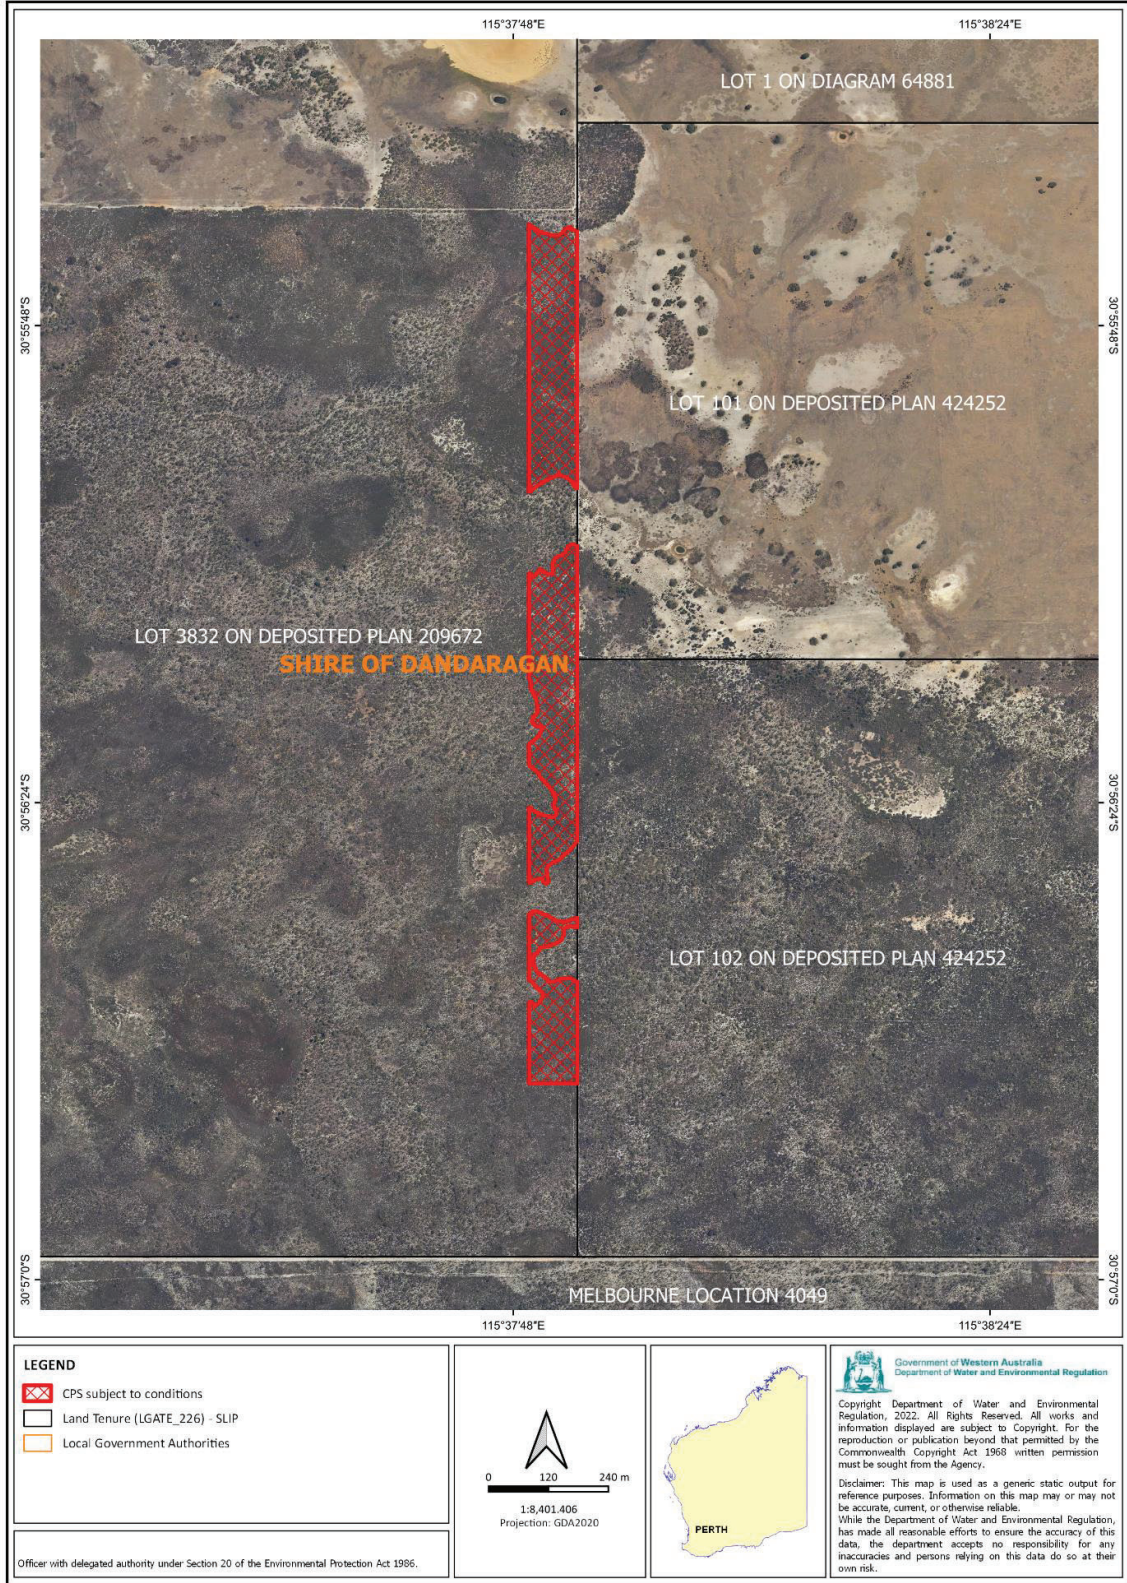 115°37'48"E
115°38'24"E
LOT 1 ON DIAGRAM 64881
30°55'48"S
30°55'48"S
LOT 101 ON DEPOSITED PLAN 424252
LOT 3832 ON DEPOSITED PLAN 209672
SHIRE OF DANDARAGAN
30°56'24"S
30°56'24"S
LOT 102 ON DEPOSITED PLAN 424252
30°57'0"S
30°57'0"S
MELBOURNE LOCATION 4049
115°37'48"E
115°38'24"E
LEGEND
CPS subject to conditions
Land Tenure (LGATE_226) - SLIP
Local Government Authorities
Officer with delegated authority under Section 20 of the Environmental Protection Act 1986.
0 120 240 m
1:8,401.406
Projection: GDA2020
PERTH
Government of Western Australia
Department of Water and Environmental Regulation
Copyright Department of Water and Environmental
Regulation, 2022. All Rights Reserved. All works and
information displayed are subject to Copyright. For the
reproduction or publication beyond that permitted by the
Commonwealth Copyright Act 1968 written permission
must be sought from the Agency.
Disclaimer: This map is used as a generic static output for
reference purposes. Information on this map may or may not
be accurate, current, or otherwise reliable.
While the Department of Water and Environmental Regulation,
has made all reasonable efforts to ensure the accuracy of this
data, the department accepts no responsibility for any
inaccuracies and persons relying on this data do so at their
own risk.